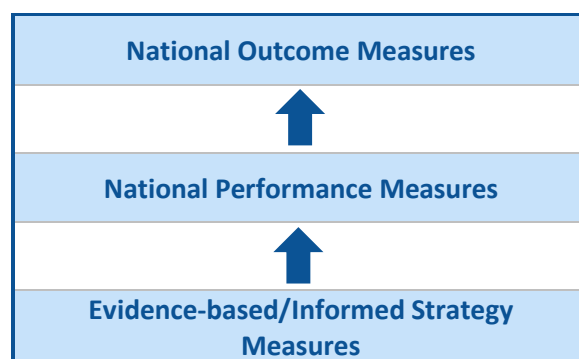 National Outcome Measures
National Performance Measures
Evidence-based/Informed Strategy
Measures